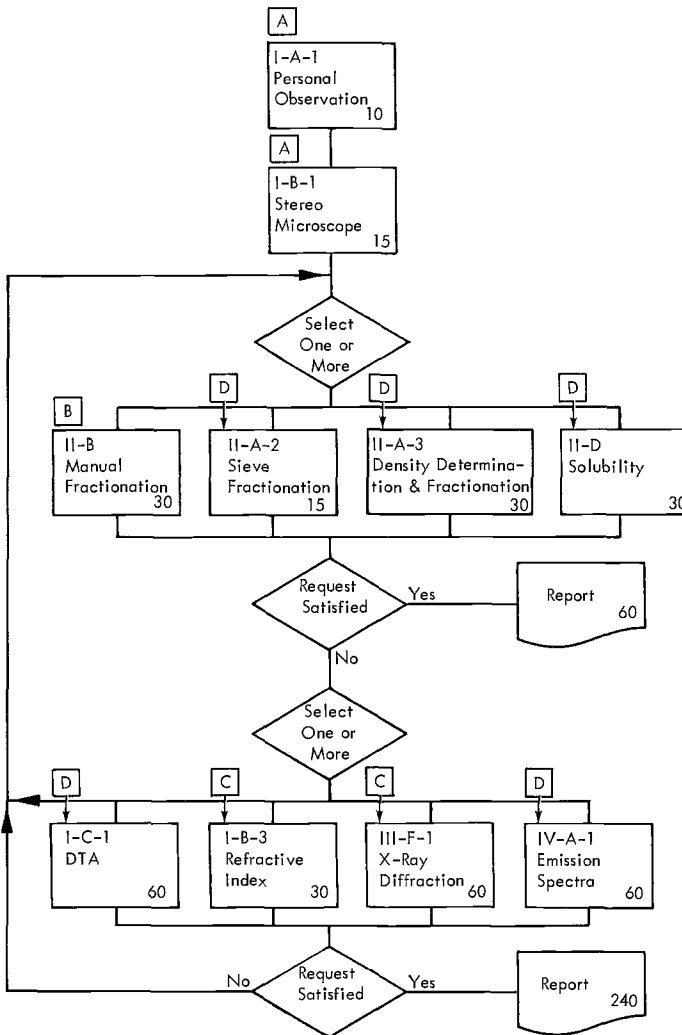 A
I-A-1
Personal
Observation
10
A
I-B-1
Stereo
Microscope
15
Select
One or
More
B
II-B
Manual
Fractionation
30
D
II-A-2
Sieve
Fractionation
15
D
II-A-3
Density Determina-
tion & Fractionation
30
D
II-D
Solubility
30
Request
Satisfied
Yes
Report
60
No
Select
One or
More
D
I-C-1
DTA
60
C
I-B-3
Refractive
Index
30
C
III-F-1
X-Ray
Diffraction
60
D
IV-A-1
Emission
Spectra
60
No
Request
Satisfied
Yes
Report
240